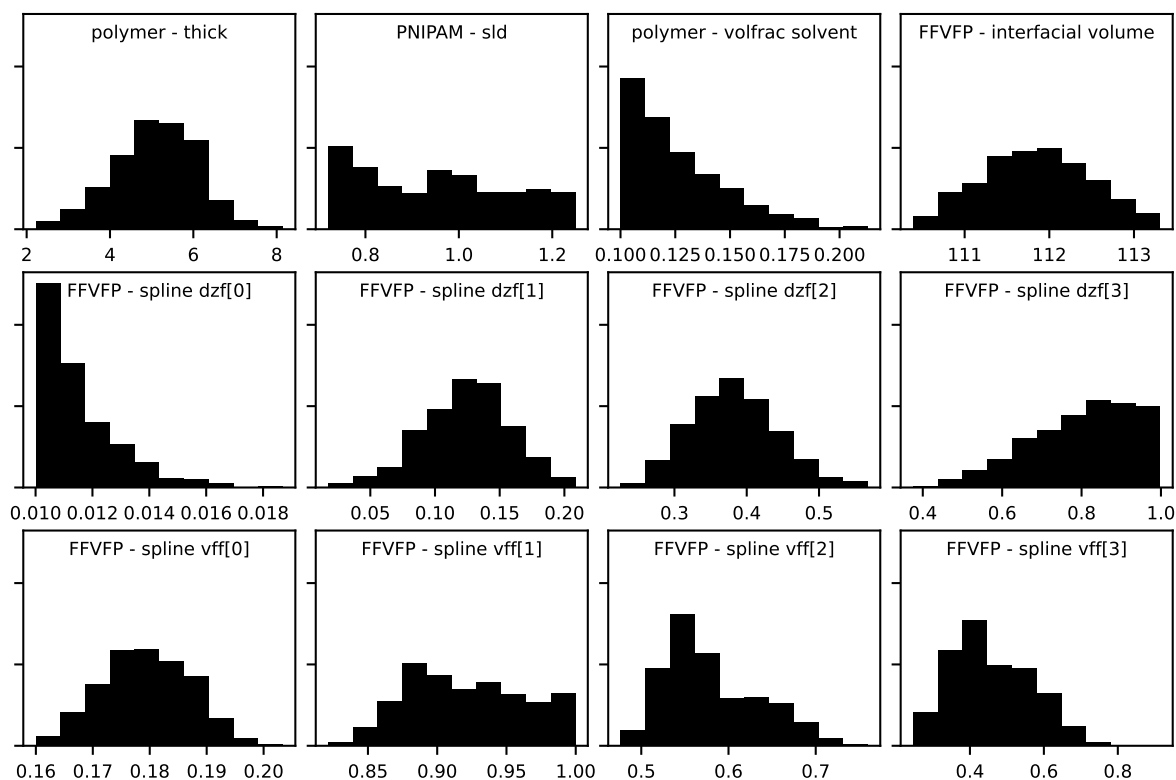 polymer - thick
PNIPAM - sld
polymer - volfrac solvent
FFVFP - interfacial volume
2 4 6 8
0.8 1.0 1.2
0.100 0.125 0.150 0.175 0.200
111 112 113
FFVFP - spline dzf[0]
FFVFP - spline dzf[1]
FFVFP - spline dzf[2]
FFVFP - spline dzf[3]
0.010 0.012 0.014 0.016 0.018
0.05 0.10 0.15 0.20
0.3 0.4 0.5
0.4 0.6 0.8 1.0
FFVFP - spline vff[0]
FFVFP - spline vff[1]
FFVFP - spline vff[2]
FFVFP - spline vff[3]
0.16 0.17 0.18 0.19 0.20
0.85 0.90 0.95 1.00
0.5 0.6 0.7
0.4 0.6 0.8